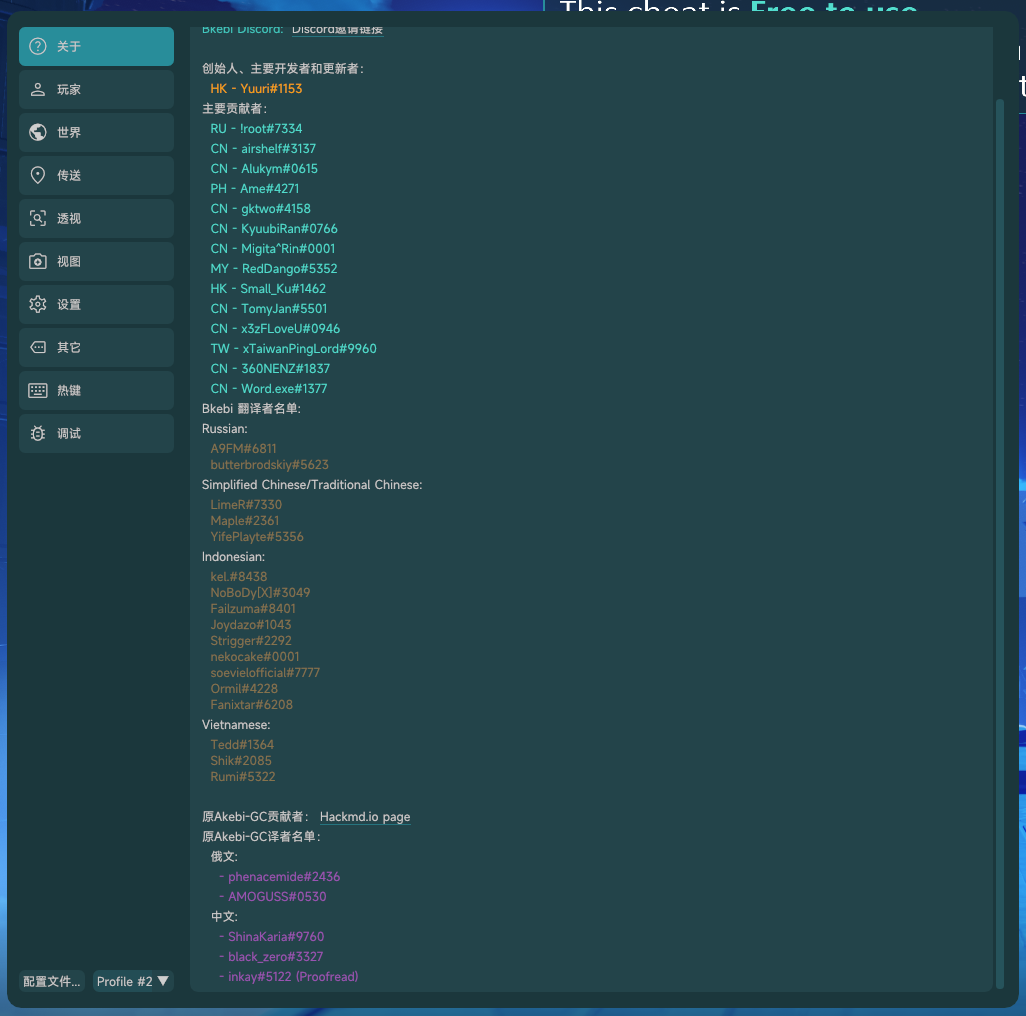 This cheat is Free to use
关于
玩家
世界
传送
透视
视图
设置
其它
热键
调试
配置文件...
Profile #2
Bkebi Discord: Discord邀请链接
创始人、主要开发者和更新者:
HK - Yuuri#1153
主要贡献者:
RU - !root#7334
CN - airshelf#3137
CN - Alukym#0615
PH - Ame#4271
CN - gktwo#4158
CN - KyuubiRan#0766
CN - Migita^Rin#0001
MY - RedDango#5352
HK - Small_Ku#1462
CN - TomyJan#5501
CN - x3zFLoveU#0946
TW - xTaiwanPingLord#9960
CN - 360NENZ#1837
CN - Word.exe#1377
Bkebi 翻译者名单:
Russian:
A9FM#6811
butterbrodskiy#5623
Simplified Chinese/Traditional Chinese:
LimeR#7330
Maple#2361
YifePlayte#5356
Indonesian:
kel.#8438
NoBoDy[X]#3049
Failzuma#8401
Joydazo#1043
Strigger#2292
nekocake#0001
soevielofficial#7777
Ormil#4228
Fanixtar#6208
Vietnamese:
Tedd#1364
Shik#2085
Rumi#5322
原Akebi-GC贡献者: Hackmd.io page
原Akebi-GC译者名单:
俄文:
- phenacemide#2436
- AMOGUSS#0530
中文:
- ShinaKaria#9760
- black_zero#3327
- inkay#5122 (Proofread)